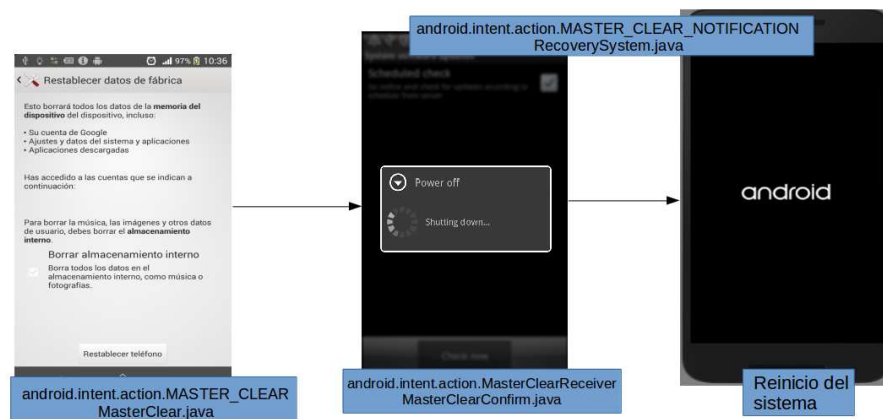 android.intent.action.MASTER_CLEAR_NOTIFICATION
RecoverySystem.java
97% 10:36
Restablecer datos de fábrica
Esto borrará todos los datos de la memoria del
dispositivo del dispositivo, incluso:
• Su cuenta de Google
• Ajustes y datos del sistema y aplicaciones
• Aplicaciones descargadas
Has accedido a las cuentas que se indican a
continuación:
Para borrar la música, las imágenes y otros datos
de usuario, debes borrar el almacenamiento
interno.
Borrar almacenamiento interno
Borra todos los datos en el
almacenamiento interno, como música o
fotografías.
Restablecer teléfono
android.intent.action.MASTER_CLEAR
MasterClear.java
Scheduled check
Power off
Shutting down...
Check now
android.intent.action.MasterClearReceiver
MasterClearConfirm.java
android
Reinicio del
sistema